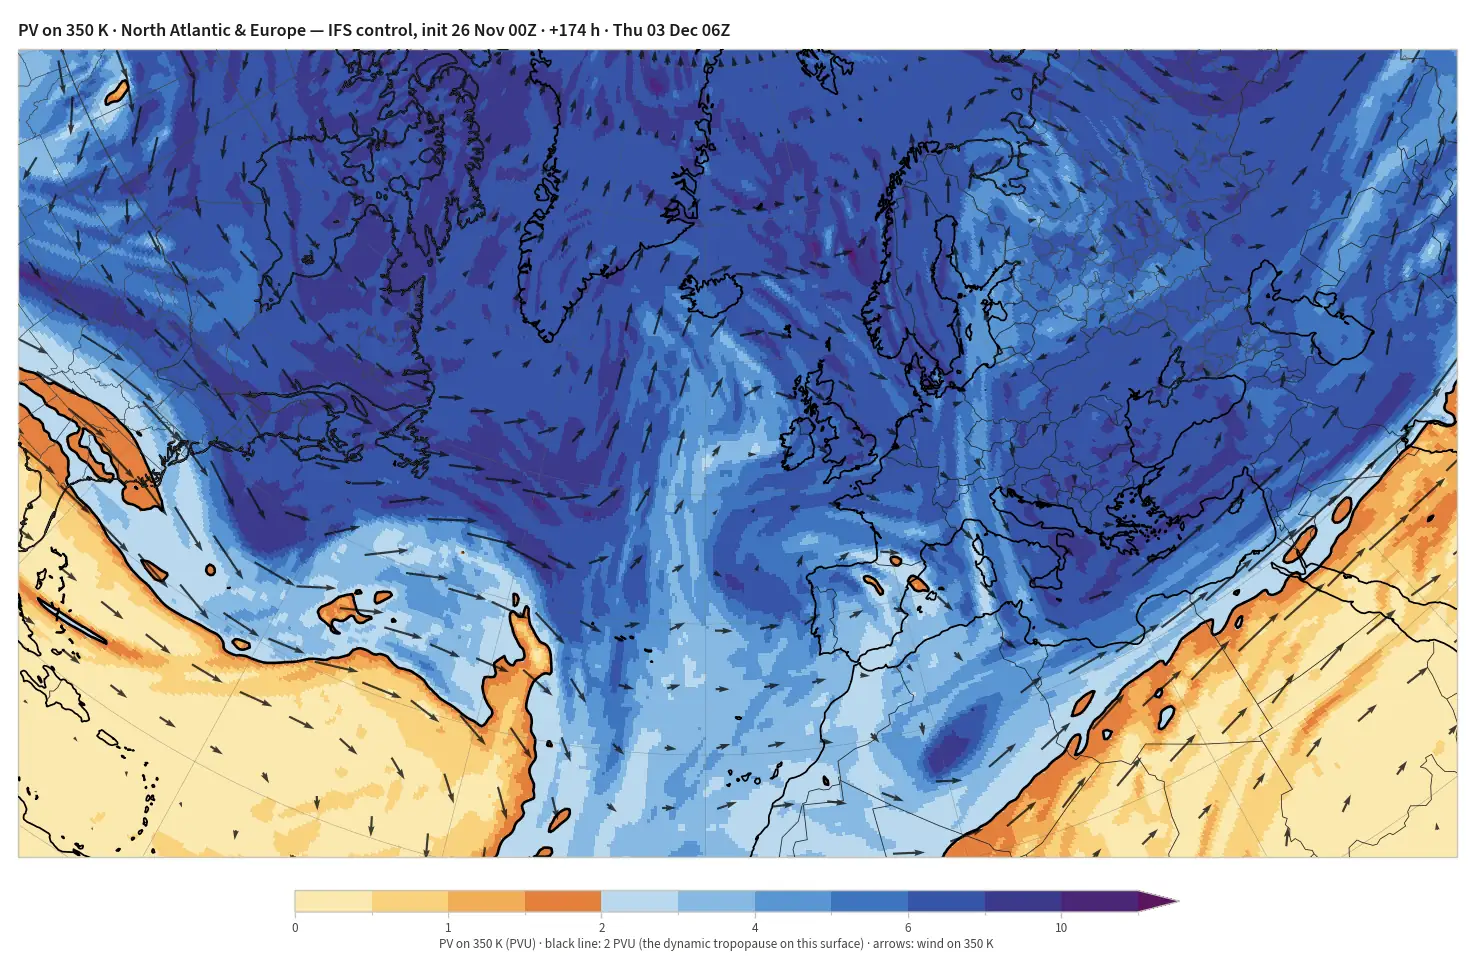 PV on 350 K · North Atlantic & Europe — IFS control, init 26 Nov 00Z · +174 h · Thu 03 Dec 06Z
0 1 2 4 6 10
PV on 350 K (PVU) · black line: 2 PVU (the dynamic tropopause on this surface) · arrows: wind on 350 K